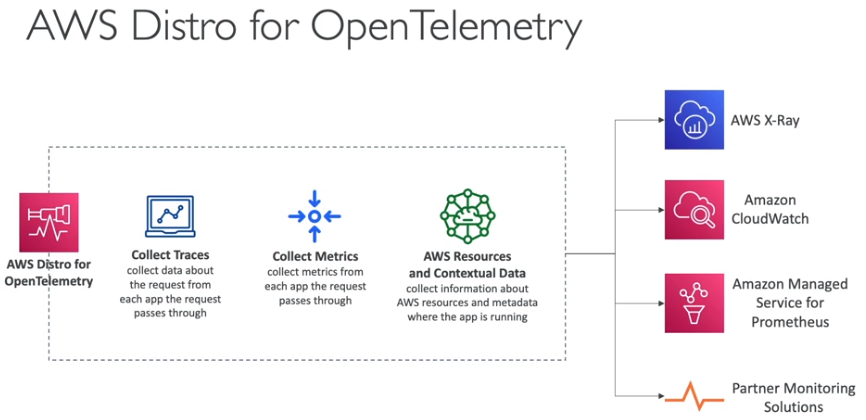 AWS Distro for OpenTelemetry
AWS Distro for
OpenTelemetry
Collect Traces
collect data about
the request from
each app the request
passes through
Collect Metrics
collect metrics from
each app the request
passes through
AWS Resources
and Contextual Data
collect information about
AWS resources and metadata
where the app is running
AWS X-Ray
Amazon
CloudWatch
Amazon Managed
Service for
Prometheus
Partner Monitoring
Solutions